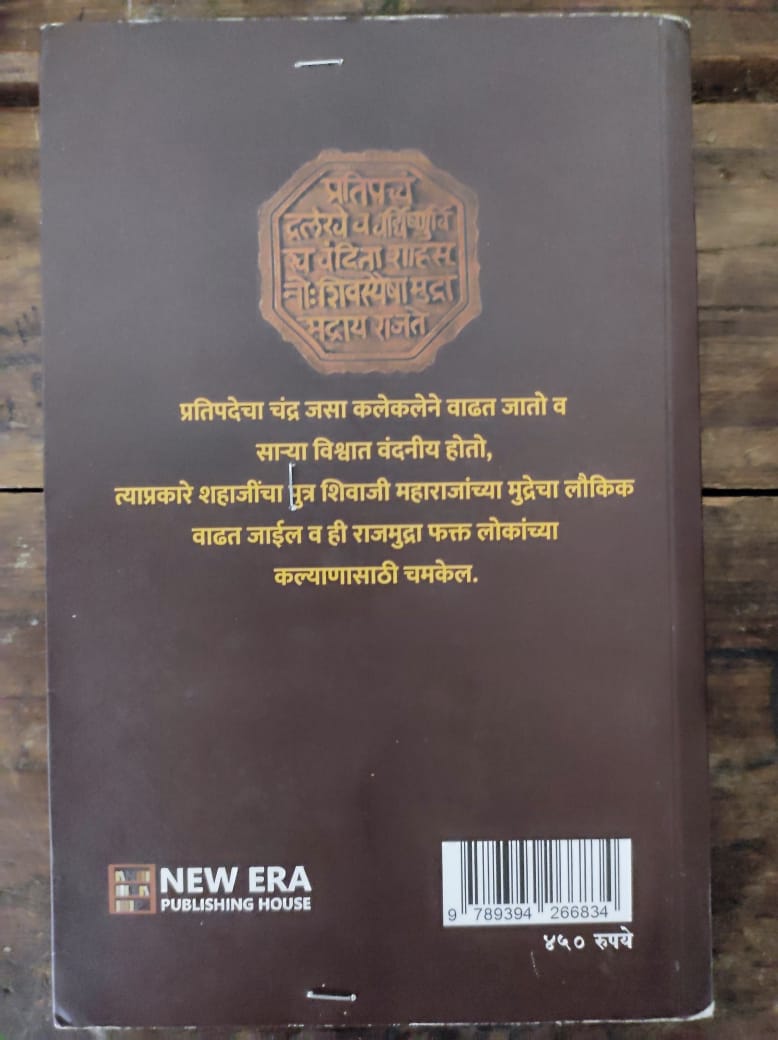 प्रतिपच्चं
द्रलेखेव वर्धिष्णुर्वि
श्व वंदिता शाहसू
नोः शिवस्यैषा मुद्रा
भद्राय राजते
प्रतिपदेचा चंद्र जसा कलेकलेने वाढत जातो व
साऱ्या विश्वात वंदनीय होतो,
त्याप्रकारे शहाजींचा पुत्र शिवाजी महाराजांच्या मुद्रेचा लौकिक
वाढत जाईल व ही राजमुद्रा फक्त लोकांच्या
कल्याणासाठी चमकेल.
NEW ERA
PUBLISHING HOUSE
9 789394 266834
४५० रुपये